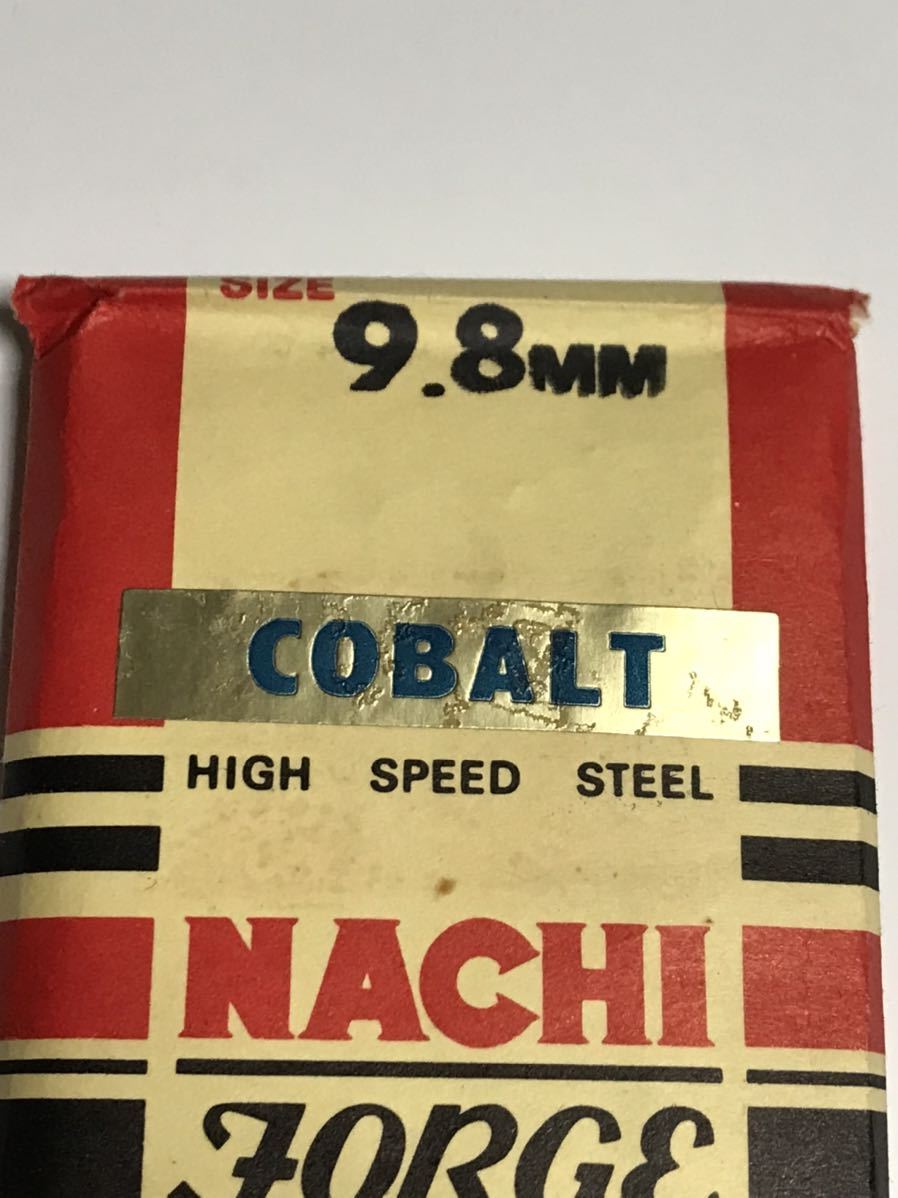 SIZE
9.8MM
COBALT
HIGH SPEED STEEL
NACHI
FORGE